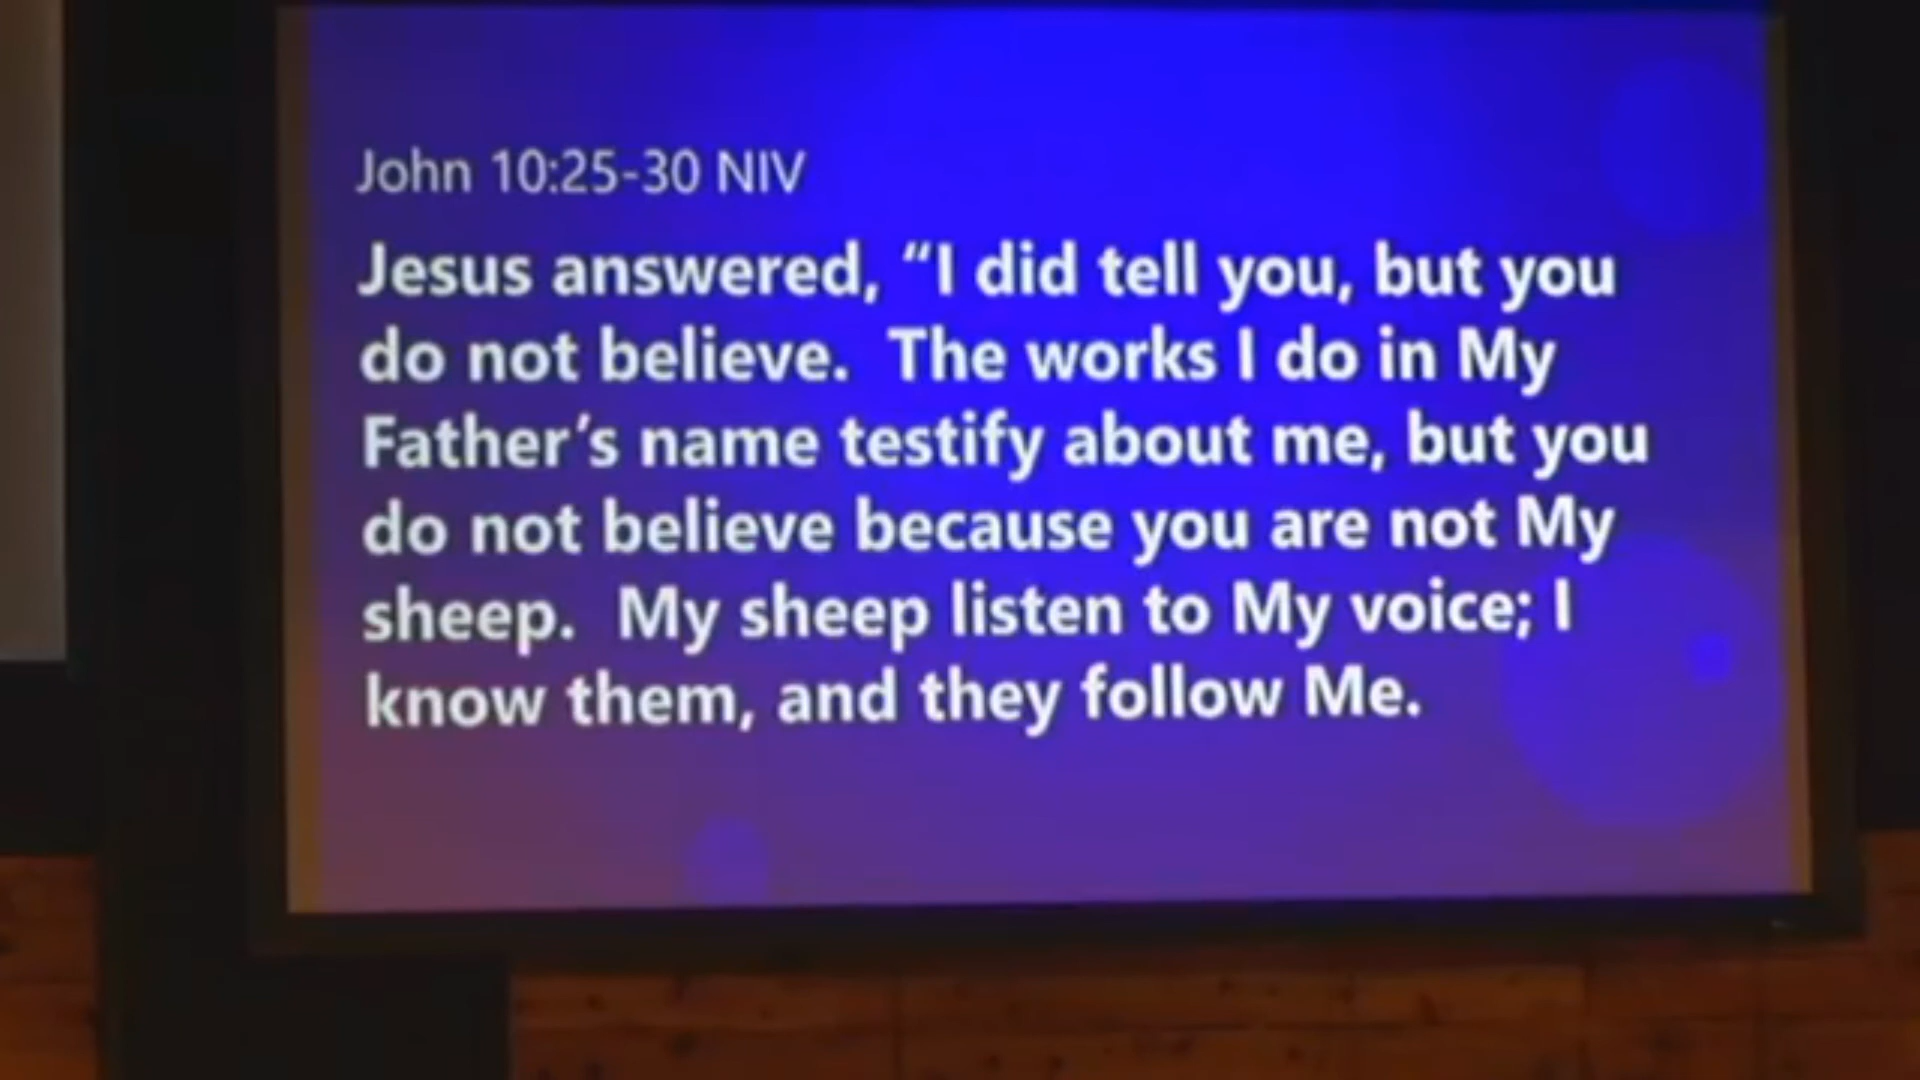 John 10:25-30 NIV
Jesus answered, “I did tell you, but you
do not believe.  The works I do in My
Father’s name testify about me, but you
do not believe because you are not My
sheep.  My sheep listen to My voice; I
know them, and they follow Me.